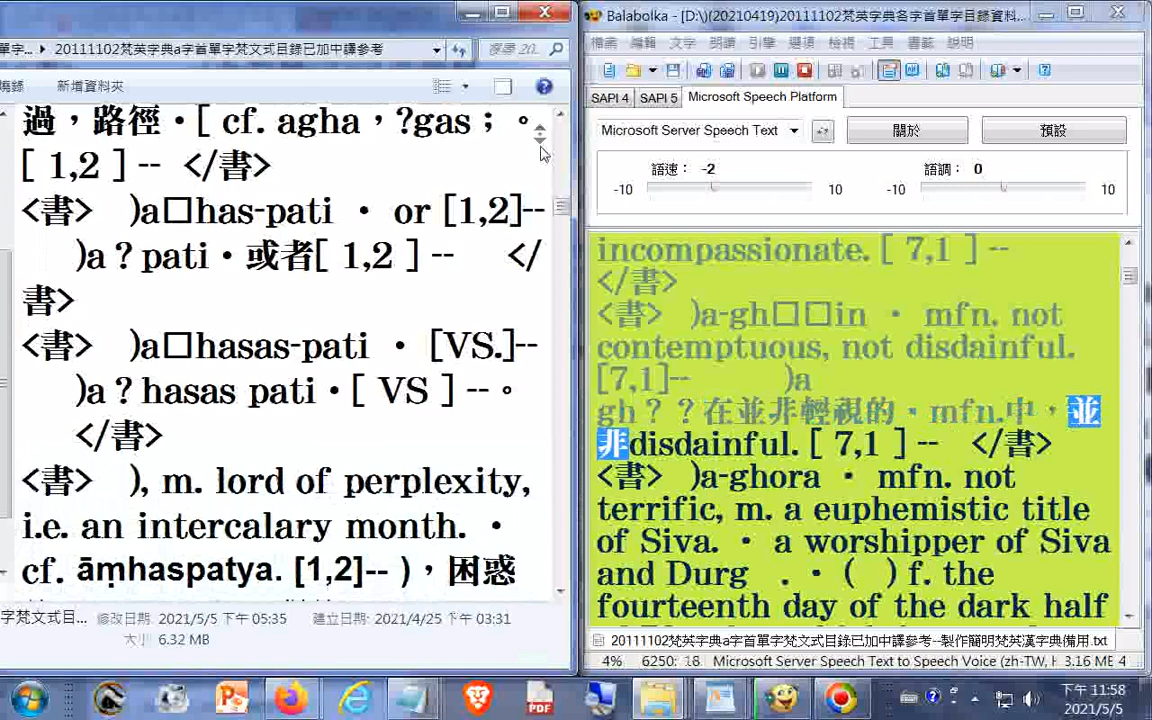 單字... ▸ 20111102梵英字典a字首單字梵文式目錄已加中譯參考
搜尋 20...
燒錄 新增資料夾
過，路徑・[ cf. agha，?gas；。
[ 1,2 ] -- </書>
<書> )a□has-pati ・ or [1,2]--
)a？pati・或者[ 1,2 ] -- </
書>
<書> )a□hasas-pati ・ [VS.]--
)a？hasas pati・[ VS ] --。
</書>
<書> ), m. lord of perplexity,
i.e. an intercalary month. ・
cf. āṃhaspatya. [1,2]-- )，困惑
字梵文式目... 修改日期: 2021/5/5 下午 05:35 建立日期: 2021/4/25 下午 03:31
大小: 6.32 MB
Balabolka - [D:\)(20210419)20111102梵英字典各字首單字目錄資料...
檔案 編輯 文字 朗讀 引擎 選項 檢視 工具 書籤 說明
SAPI 4 SAPI 5 Microsoft Speech Platform
Microsoft Server Speech Text 關於 預設
語速: -2 語調: 0
-10 10 -10 10
incompassionate. [ 7,1 ] --
</書>
<書> )a-gh□□in ・ mfn. not
contemptuous, not disdainful.
[7,1]-- )a
gh？？在並非輕視的・mfn.中，並
非disdainful. [ 7,1 ] -- </書>
<書> )a-ghora ・ mfn. not
terrific, m. a euphemistic title
of Siva. ・ a worshipper of Siva
and Durg . ・ ( ) f. the
fourteenth day of the dark half
20111102梵英字典a字首單字梵文式目錄已加中譯參考--製作簡明梵英漢字典備用.txt
4% 6250: 18 Microsoft Server Speech Text to Speech Voice (zh-TW, H 3.16 ME 4
PDF
下午 11:58
2021/5/5